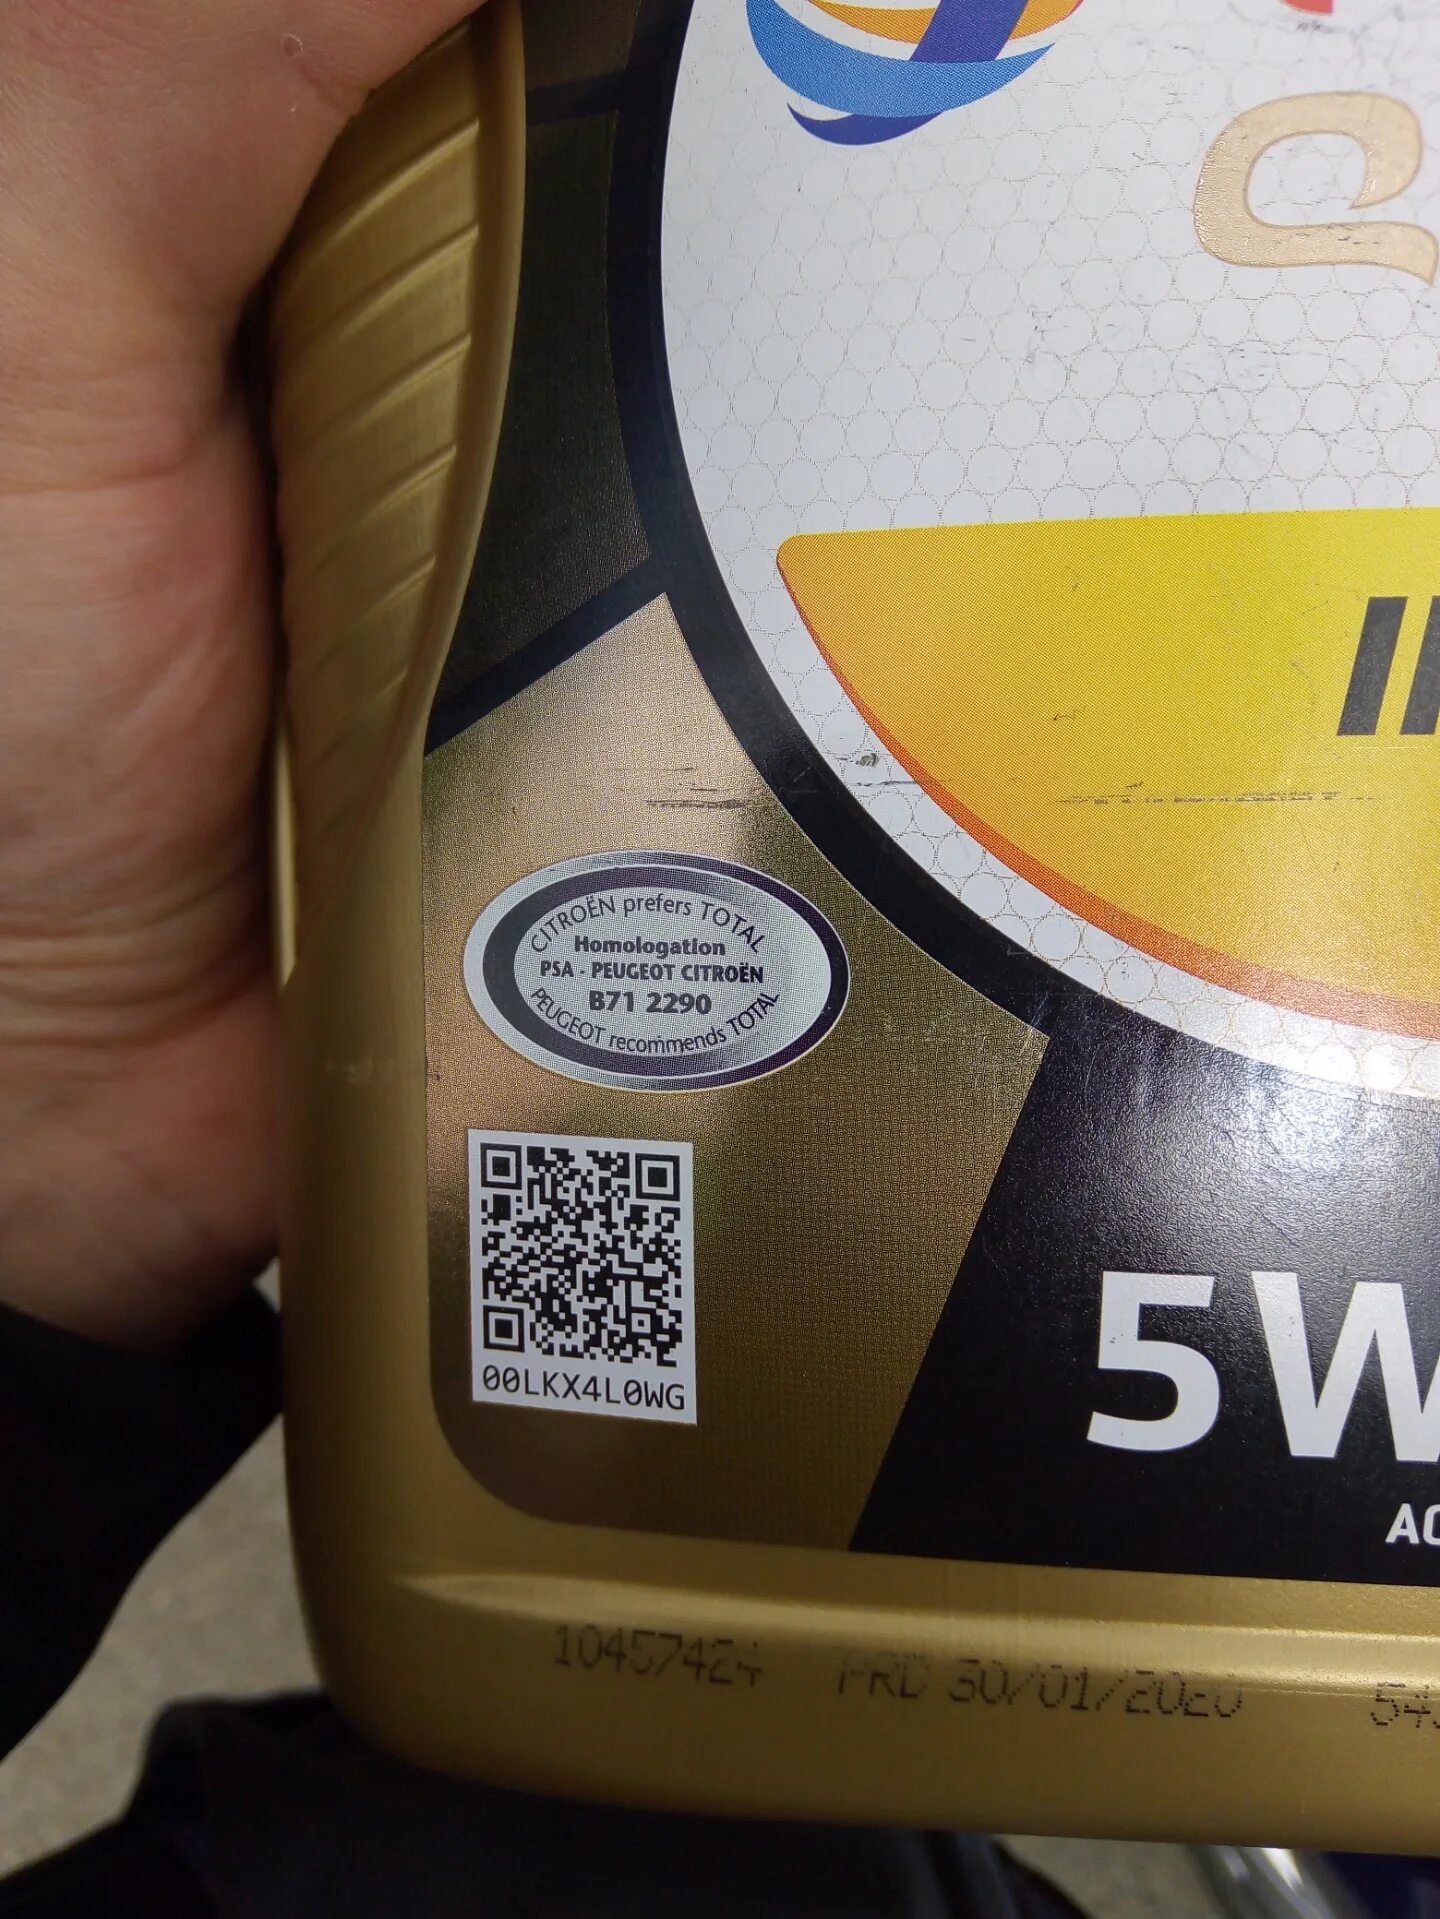 CITROËN prefers TOTAL
Homologation
PSA - PEUGEOT CITROËN
B71 2290
PEUGEOT recommends TOTAL
00LKX4L0WG
5W
10457424 PRD 30/01/2020